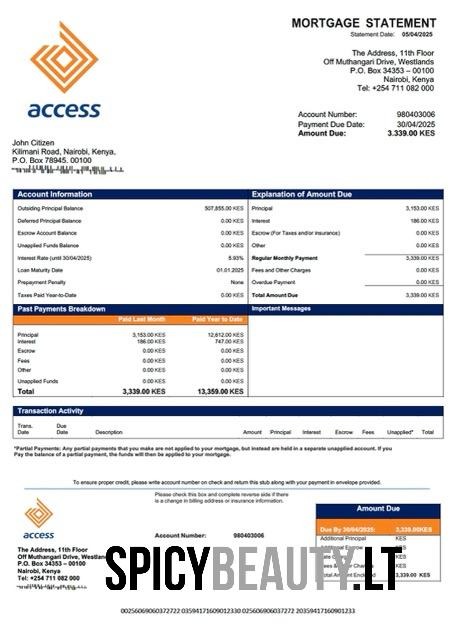 MORTGAGE STATEMENT
Statement Date: 05/04/2025
access
The Address, 11th Floor
Off Muthangari Drive, Westlands
P.O. Box 34353 – 00100
Nairobi, Kenya
Tel: +254 711 082 000
Account Number: 980403006
Payment Due Date: 30/04/2025
Amount Due: 3.339.00 KES
John Citizen
Kilimani Road, Nairobi, Kenya,
P.O. Box 78945. 00100
Account Information
Outsiding Principal Balance 507,855.00 KES
Deferred Principal Balance 0.00 KES
Escrow Account Balance 0.00 KES
Unapplied Funds Balance 0.00 KES
Interest Rate (until 30/04/2025) 5.93%
Loan Maturity Date 01.01.2025
Prepayment Penalty None
Taxes Paid Year-to-Date 0.00 KES
Explanation of Amount Due
Principal 3,153.00 KES
Interest 186.00 KES
Escrow (For Taxes and/or insurance) 0.00 KES
Other 0.00 KES
Regular Monthly Payment 3,339.00 KES
Fees and Other Charges 0.00 KES
Overdue Payment 0.00 KES
Total Amount Due 3,339.00 KES
Past Payments Breakdown
Paid Last Month Paid Year to Date
Principal 3,153.00 KES 12,612.00 KES
Interest 186.00 KES 747.00 KES
Escrow 0.00 KES 0.00 KES
Fees 0.00 KES 0.00 KES
Other 0.00 KES 0.00 KES
Unapplied Funds 0.00 KES 0.00 KES
Total 3,339.00 KES 13,359.00 KES
Important Messages
Transaction Activity
Trans. Date Due Date Description Amount Principal Interest Escrow Fees Unapplied* Total
*Partial Payments: Any partial payments that you make are not applied to your mortgage, but instead are held in a separate unapplied account. If you
Pay the balance of a partial payment, the funds will then be applied to your mortgage.
To ensure proper credit, please write account number on check and return this stub along with your payment in envelope provided.
Please check this box and complete reverse side if there
is a change in billing address or insurance information.
access
Account Number: 980403006
The Address, 11th Floor
Off Muthangari Drive, We
P.O. Box 34353
Nairobi, Kenya
Tel: +254 711 082 000
Amount Due
Due By 30/04/2025: 3,339.00KES
Additional Principal KES
Additional Escrow KES
KES
KES
Total Amount Enclosed 3,339.00 KES
SPICYBEAUTY.LT
00256069060372722 03594171609012330 025606906037272 20359417160901233